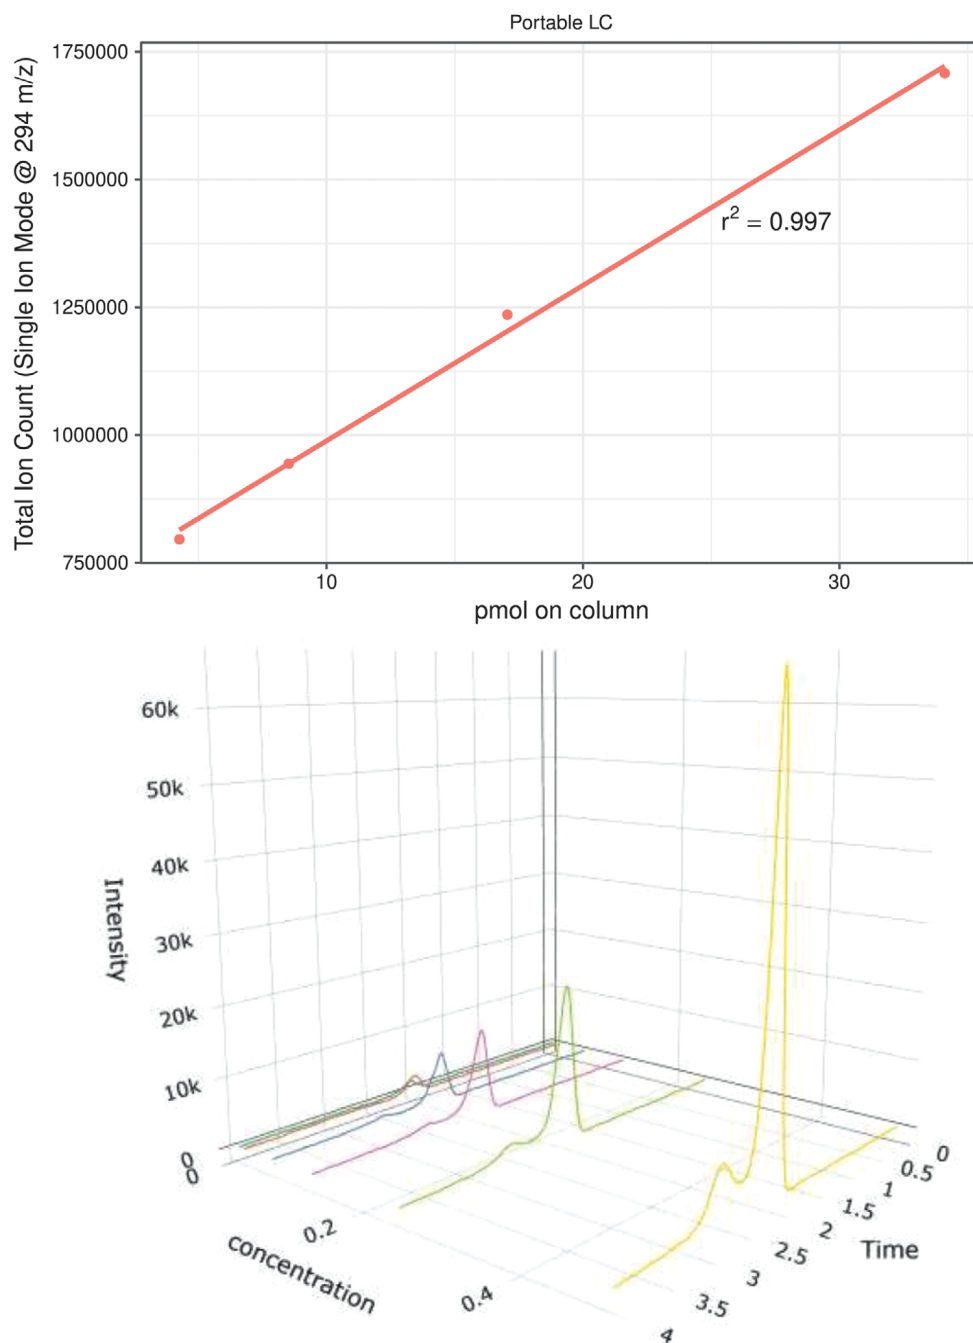 Portable LC
Total Ion Count (Single Ion Mode @ 294 m/z)
1750000
1500000
1250000
1000000
750000
r² = 0.997
10 20 30
pmol on column
60k
50k
40k
30k
20k
10k
0
Intensity
0
0.2
0.4
concentration
0
0.5
1
1.5
2
2.5
3
3.5
4
Time